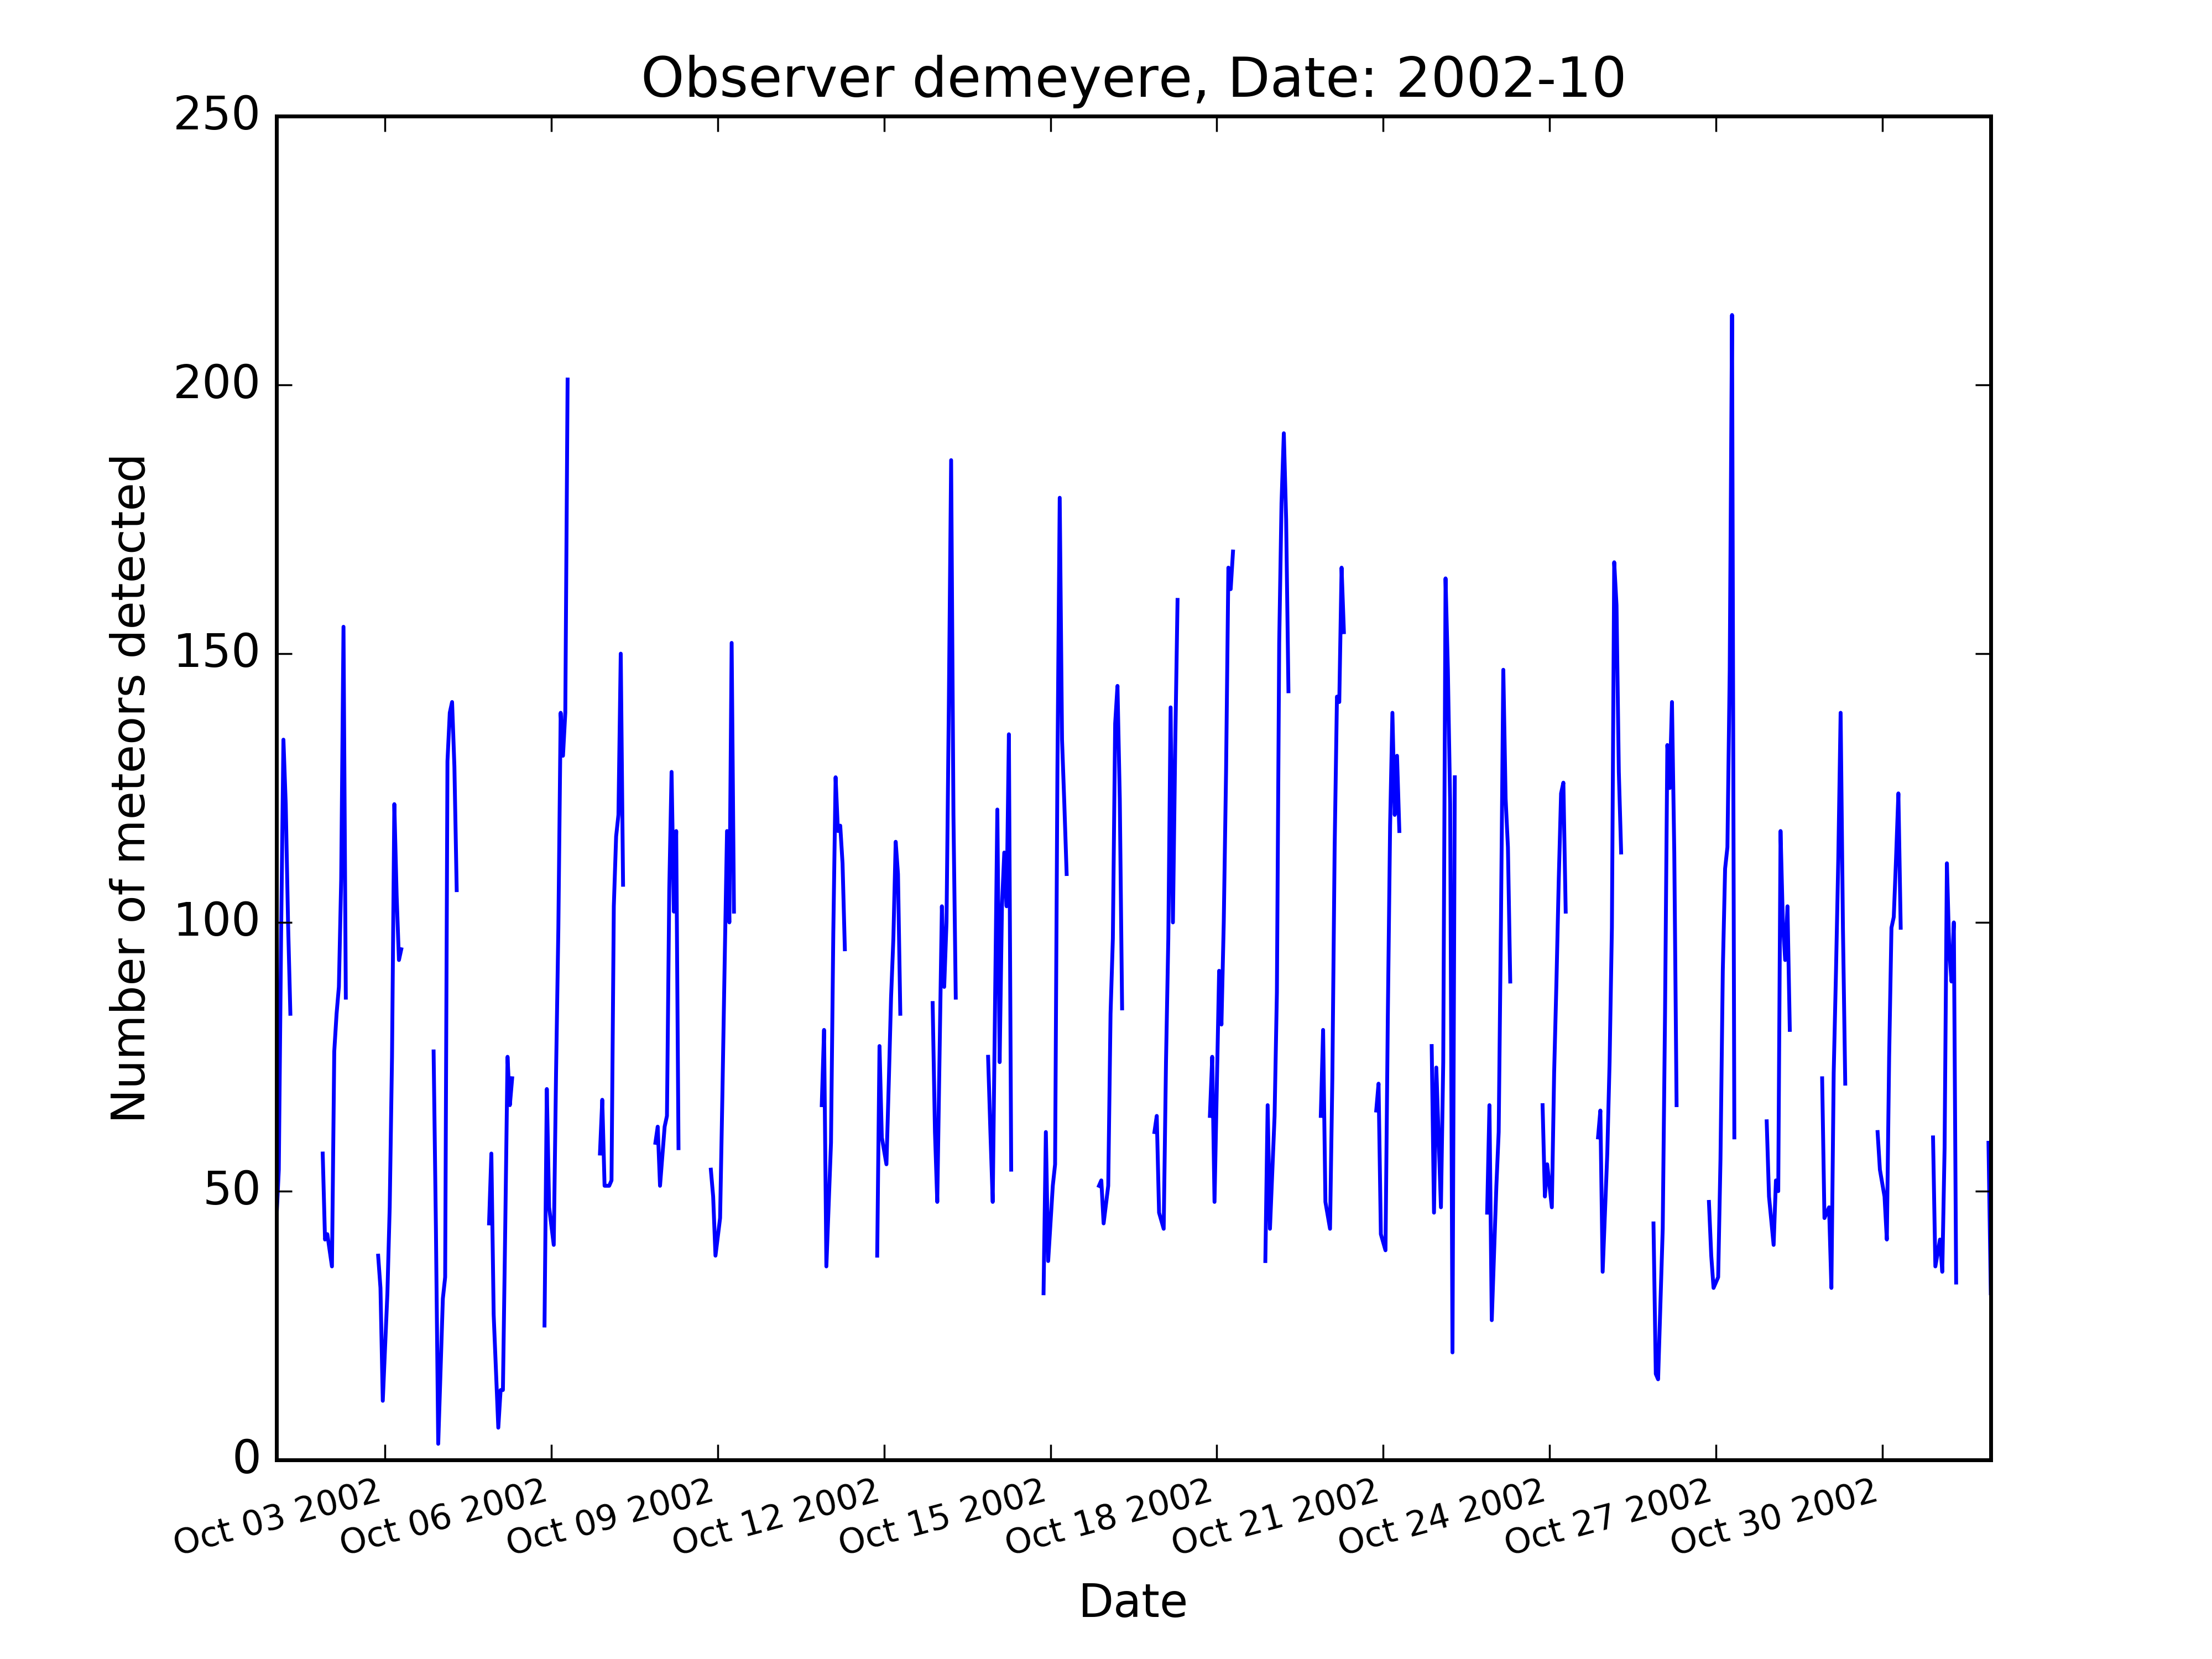 Observer demeyere, Date: 2002-10
250
200
150
100
50
0
Number of meteors detected
Oct 03 2002
Oct 06 2002
Oct 09 2002
Oct 12 2002
Oct 15 2002
Oct 18 2002
Oct 21 2002
Oct 24 2002
Oct 27 2002
Oct 30 2002
Date